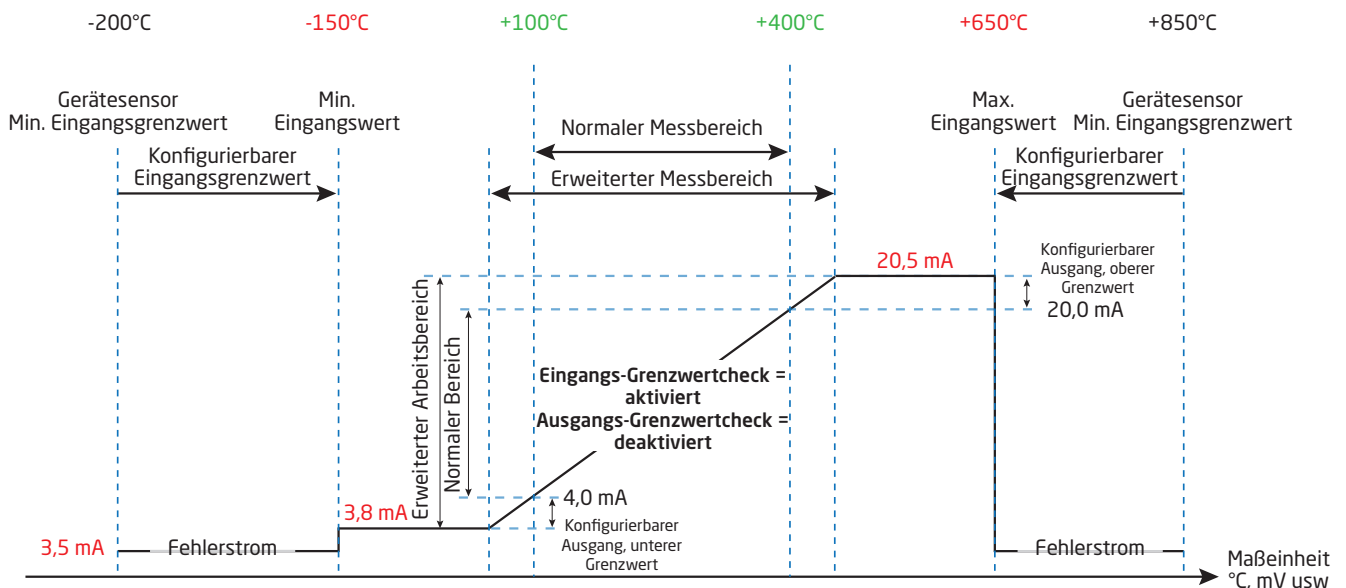 -200°C
-150°C
+100°C
+400°C
+650°C
+850°C
Gerätesensor
Min. Eingangsgrenzwert
Min.
Eingangswert
Max.
Eingangswert
Gerätesensor
Min. Eingangsgrenzwert
Normaler Messbereich
Konfigurierbarer
Eingangsgrenzwert
Erweiterter Messbereich
Konfigurierbarer
Eingangsgrenzwert
20,5 mA
Konfigurierbarer
Ausgang, oberer
Grenzwert
20,0 mA
Erweiterter Arbeitsbereich
Normaler Bereich
Eingangs-Grenzwertcheck =
aktiviert
Ausgangs-Grenzwertcheck =
deaktiviert
4,0 mA
3,8 mA
Konfigurierbarer
Ausgang, unterer
Grenzwert
3,5 mA
Fehlerstrom
Fehlerstrom
Maßeinheit
°C, mV usw